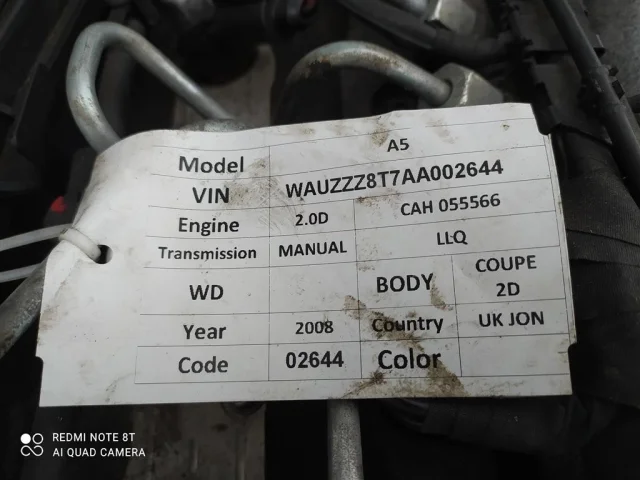 Model A5
VIN WAUZZZ8T7AA002644
Engine 2.0D CAH 055566
Transmission MANUAL LLQ
WD BODY COUPE 2D
Year 2008 Country UK JON
Code 02644 Color
REDMI NOTE 8T
AI QUAD CAMERA